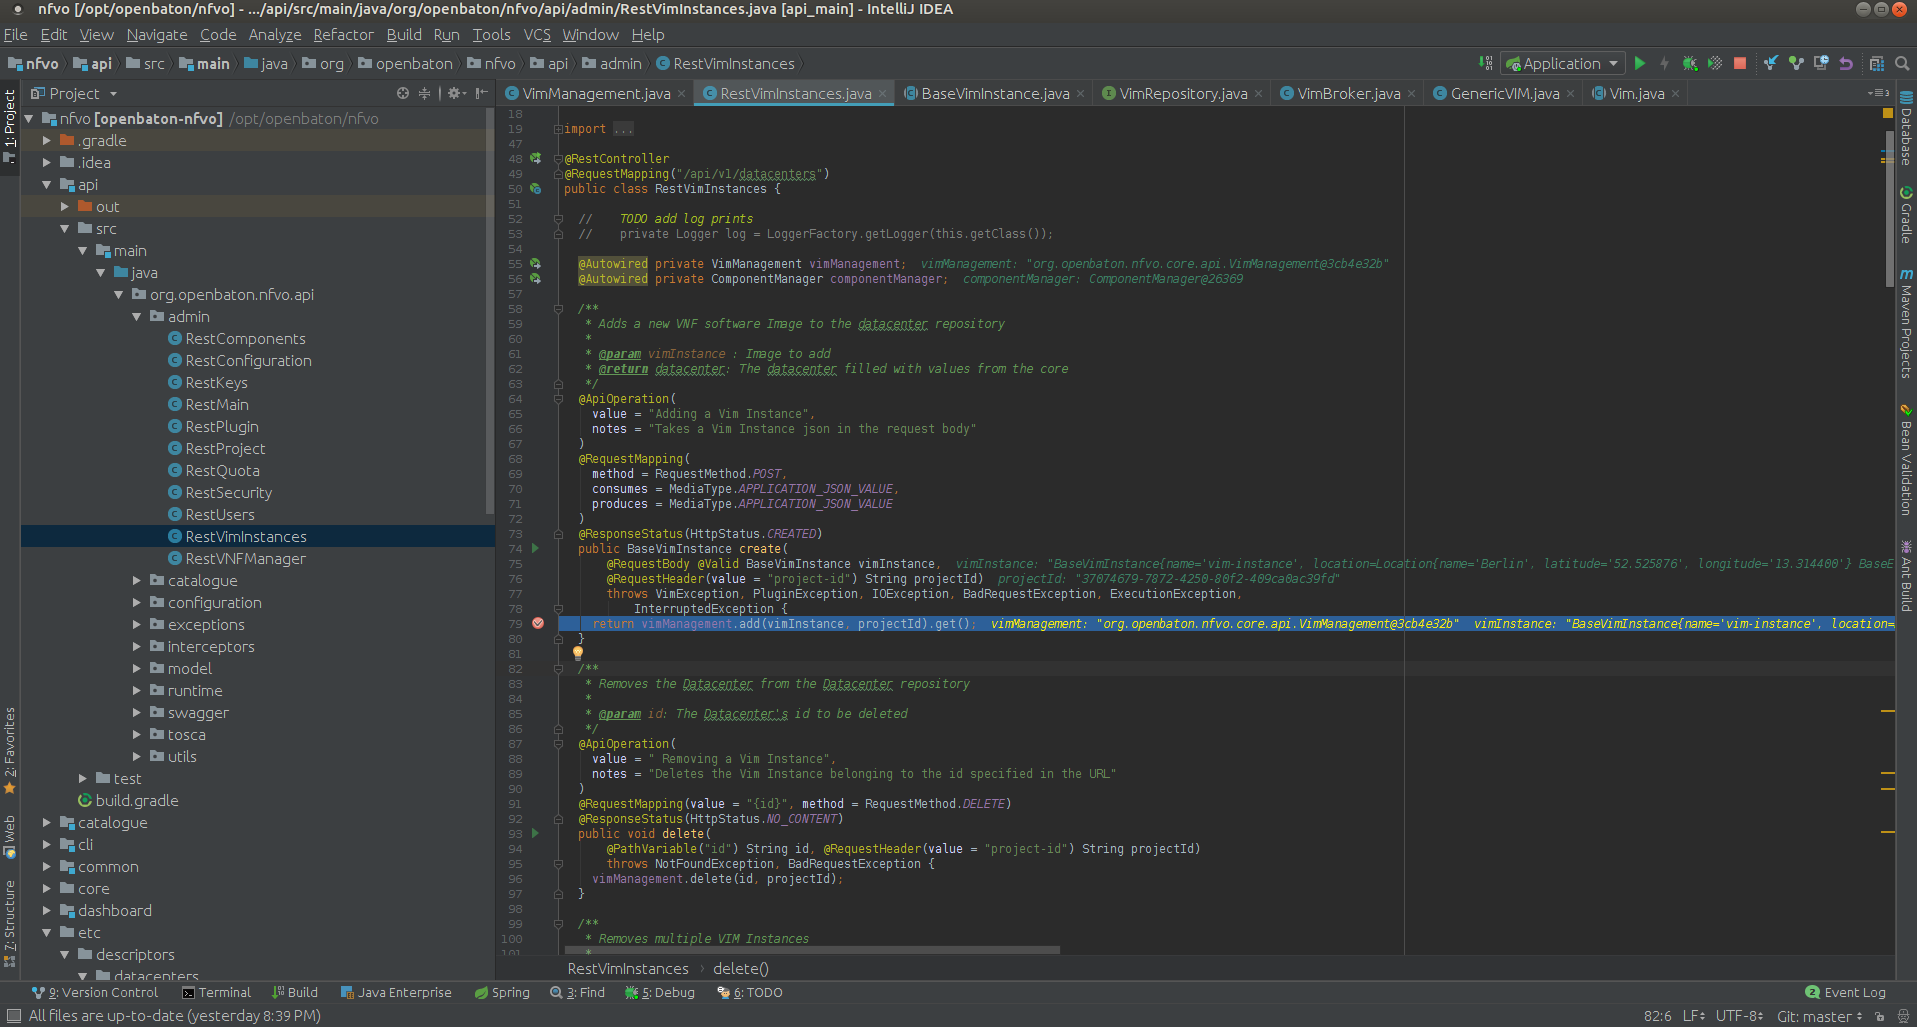 nfvo [/opt/openbaton/nfvo] - .../api/src/main/java/org/openbaton/nfvo/api/admin/RestVimInstances.java [api_main] - IntelliJ IDEA
File Edit View Navigate Code Analyze Refactor Build Run Tools VCS Window Help
nfvo api src main java org openbaton nfvo api admin RestVimInstances Application
1: Project
2: Favorites
Web
7: Structure
Project
nfvo [openbaton-nfvo] /opt/openbaton/nfvo
.gradle
.idea
api
out
src
main
java
org.openbaton.nfvo.api
admin
RestComponents
RestConfiguration
RestKeys
RestMain
RestPlugin
RestProject
RestQuota
RestSecurity
RestUsers
RestVimInstances
RestVNFManager
catalogue
configuration
exceptions
interceptors
model
runtime
swagger
tosca
utils
test
build.gradle
catalogue
cli
common
core
dashboard
etc
descriptors
datacenters
VimManagement.java RestVimInstances.java BaseVimInstance.java VimRepository.java VimBroker.java GenericVIM.java Vim.java
18
19 import ...
47
48 @RestController
49 @RequestMapping("/api/v1/datacenters")
50 public class RestVimInstances {
51
52 // TODO add log prints
53 // private Logger log = LoggerFactory.getLogger(this.getClass());
54
55 @Autowired private VimManagement vimManagement; vimManagement: "org.openbaton.nfvo.core.api.VimManagement@3cb4e32b"
56 @Autowired private ComponentManager componentManager; componentManager: ComponentManager@26369
57
58 /**
59 * Adds a new VNF software Image to the datacenter repository
60 *
61 * @param vimInstance : Image to add
62 * @return datacenter: The datacenter filled with values from the core
63 */
64 @ApiOperation(
65 value = "Adding a Vim Instance",
66 notes = "Takes a Vim Instance json in the request body"
67 )
68 @RequestMapping(
69 method = RequestMethod.POST,
70 consumes = MediaType.APPLICATION_JSON_VALUE,
71 produces = MediaType.APPLICATION_JSON_VALUE
72 )
73 @ResponseStatus(HttpStatus.CREATED)
74 public BaseVimInstance create(
75 @RequestBody @Valid BaseVimInstance vimInstance, vimInstance: "BaseVimInstance{name='vim-instance', location=Location{name='Berlin', latitude='52.525876', longitude='13.314400'} BaseE
76 @RequestHeader(value = "project-id") String projectId) projectId: "37074679-7872-4250-80f2-409ca0ac39fd"
77 throws VimException, PluginException, IOException, BadRequestException, ExecutionException,
78 InterruptedException {
79 return vimManagement.add(vimInstance, projectId).get(); vimManagement: "org.openbaton.nfvo.core.api.VimManagement@3cb4e32b" vimInstance: "BaseVimInstance{name='vim-instance', location=
80 }
81
82 /**
83 * Removes the Datacenter from the Datacenter repository
84 *
85 * @param id: The Datacenter's id to be deleted
86 */
87 @ApiOperation(
88 value = " Removing a Vim Instance",
89 notes = "Deletes the Vim Instance belonging to the id specified in the URL"
90 )
91 @RequestMapping(value = "{id}", method = RequestMethod.DELETE)
92 @ResponseStatus(HttpStatus.NO_CONTENT)
93 public void delete(
94 @PathVariable("id") String id, @RequestHeader(value = "project-id") String projectId)
95 throws NotFoundException, BadRequestException {
96 vimManagement.delete(id, projectId);
97 }
98
99 /**
100 * Removes multiple VIM Instances
101 *
RestVimInstances delete()
Database
Gradle
Maven Projects
Bean Validation
Ant Build
9: Version Control Terminal Build Java Enterprise Spring 3: Find 5: Debug 6: TODO 2 Event Log
All files are up-to-date (yesterday 8:39 PM) 82:6 LF UTF-8 Git: master